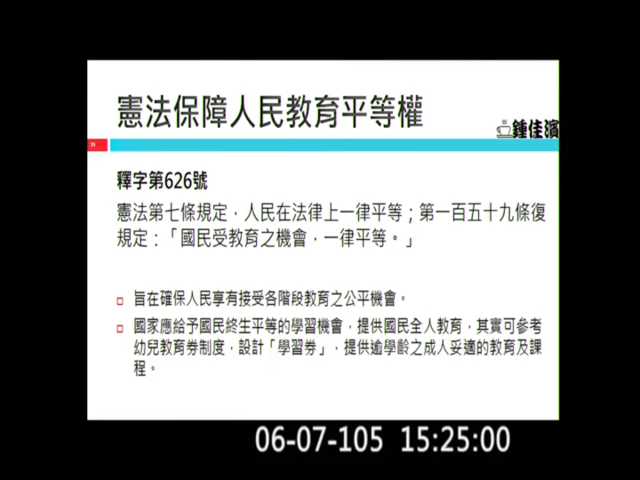 憲法保障人民教育平等權
鍾佳濱
釋字第626號
憲法第七條規定，人民在法律上一律平等；第一百五十九條復
規定：「國民受教育之機會，一律平等。」
旨在確保人民享有接受各階段教育之公平機會。
國家應給予國民終生平等的學習機會，提供國民全人教育，其實可參考
幼兒教育券制度，設計「學習券」，提供逾學齡之成人妥適的教育及課
程。
06-07-105 15:25:00